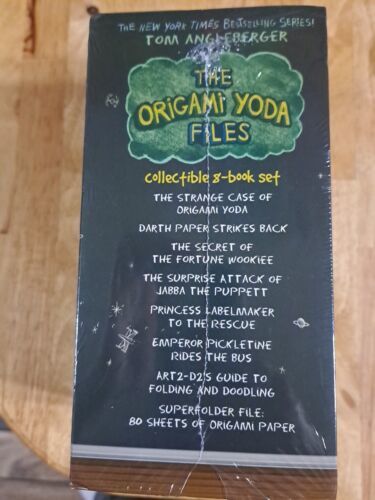 THE NEW YORK TIMES BESTSELLING SERIES!
TOM ANGLEBERGER
THE
ORIGAMI YODA
FILES
collectible 8-book set
THE STRANGE CASE OF
ORIGAMI YODA
DARTH PAPER STRIKES BACK
THE SECRET OF
THE FORTUNE WOOKIEE
THE SURPRISE ATTACK OF
JABBA THE PUPPETT
PRINCESS LABELMAKER
TO THE RESCUE
EMPEROR PICKLETINE
RIDES THE BUS
ART2-D2'S GUIDE TO
FOLDING AND DOODLING
SUPERFOLDER FILE:
80 SHEETS OF ORIGAMI PAPER